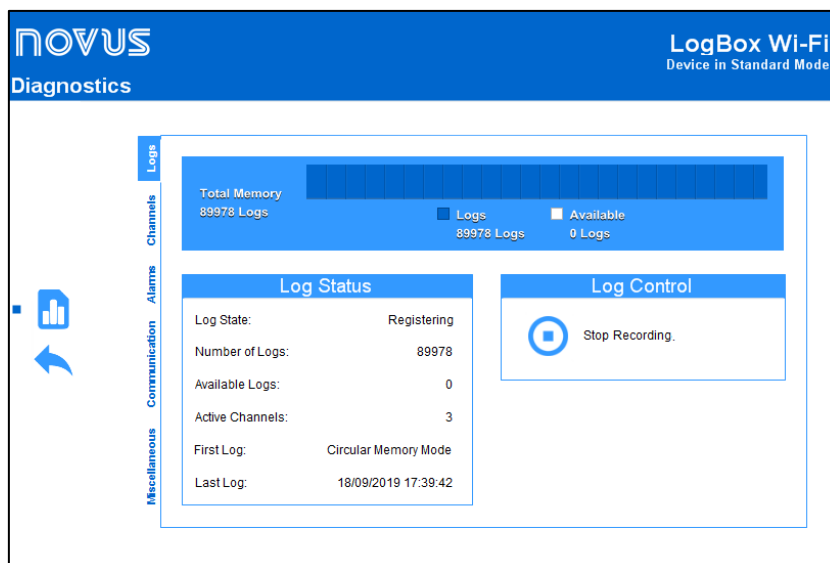 NOVUS
LogBox Wi-Fi
Device in Standard Mode
Diagnostics
Logs
Channels
Alarms
Communication
Miscellaneous
Total Memory
89978 Logs
Logs
89978 Logs
Available
0 Logs
Log Status
Log State: Registering
Number of Logs: 89978
Available Logs: 0
Active Channels: 3
First Log: Circular Memory Mode
Last Log: 18/09/2019 17:39:42
Log Control
Stop Recording.